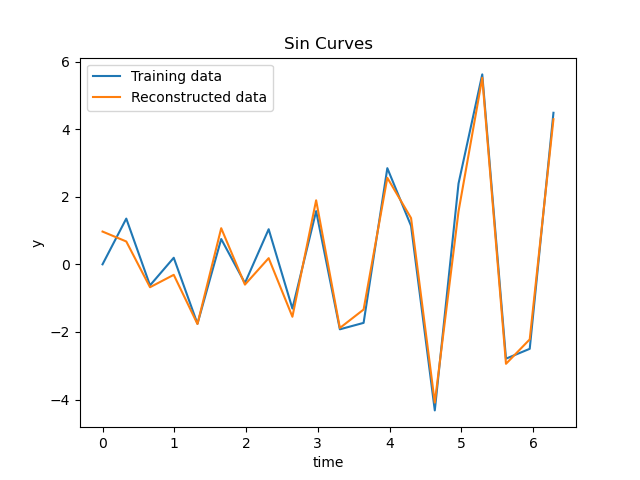 Sin Curves
Training data
Reconstructed data
6
4
2
0
−2
−4
y
0 1 2 3 4 5 6
time